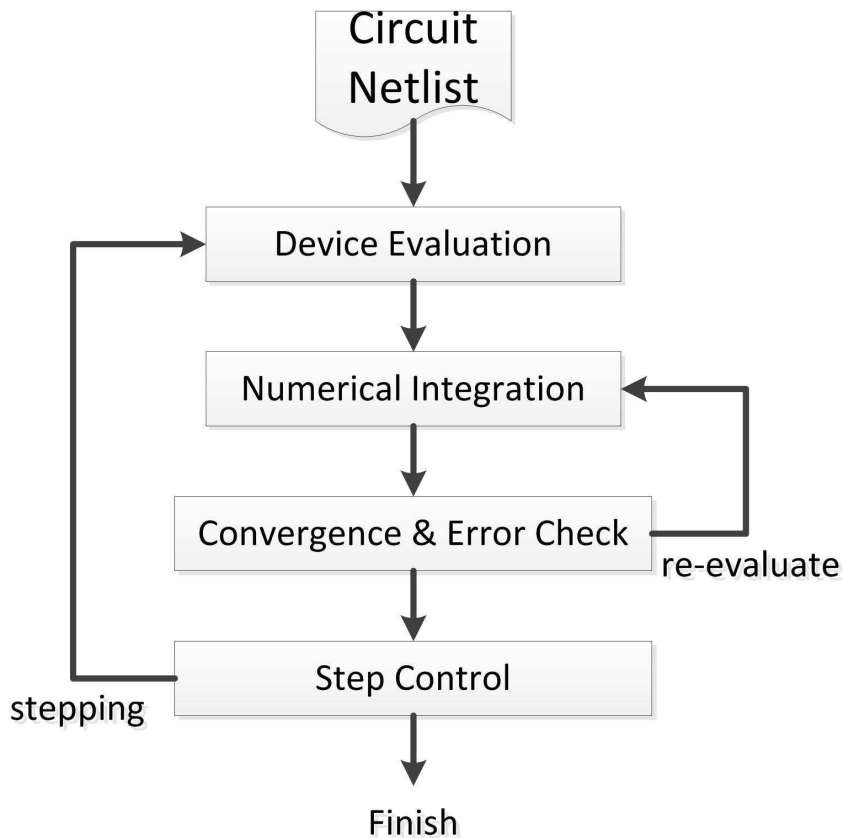 Circuit
Netlist
Device Evaluation
Numerical Integration
Convergence & Error Check
re-evaluate
Step Control
stepping
Finish